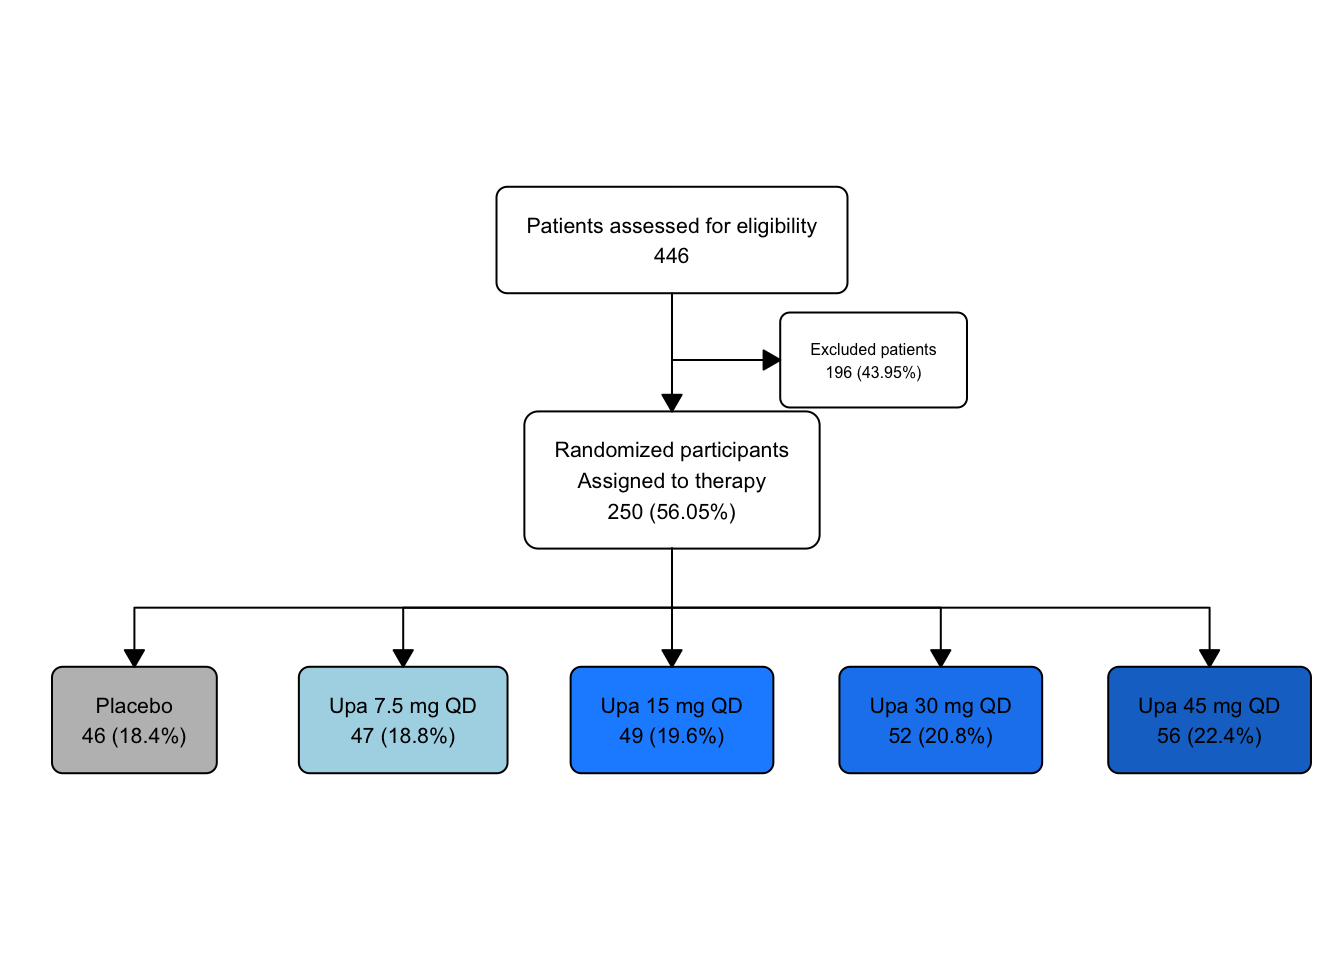 Patients assessed for eligibility
446
Excluded patients
196 (43.95%)
Randomized participants
Assigned to therapy
250 (56.05%)
Placebo
46 (18.4%)
Upa 7.5 mg QD
47 (18.8%)
Upa 15 mg QD
49 (19.6%)
Upa 30 mg QD
52 (20.8%)
Upa 45 mg QD
56 (22.4%)